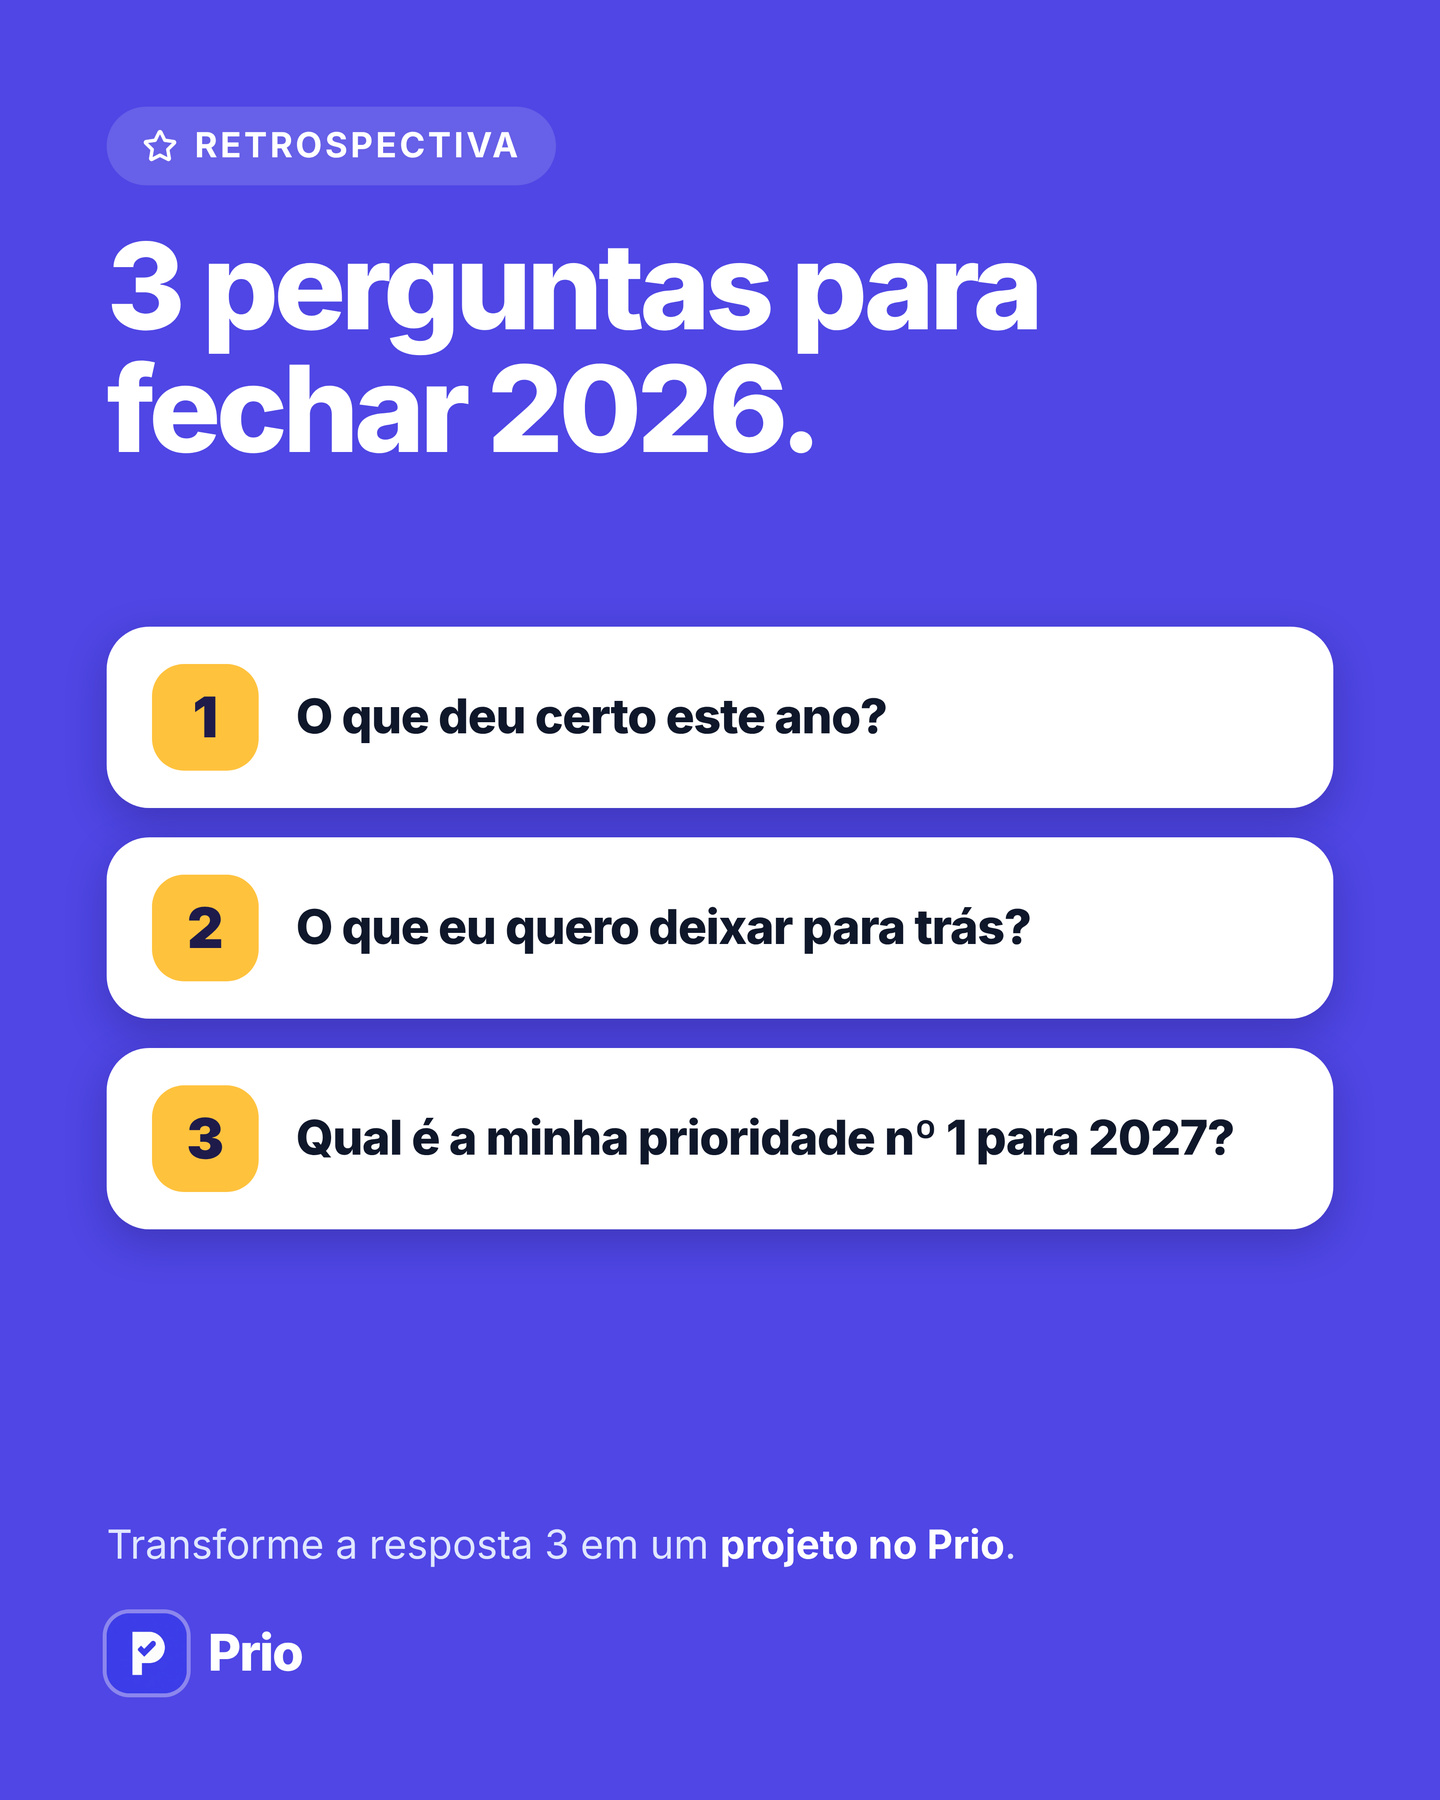 RETROSPECTIVA
3 perguntas para
fechar 2026.
1 O que deu certo este ano?
2 O que eu quero deixar para trás?
3 Qual é a minha prioridade nº 1 para 2027?
Transforme a resposta 3 em um projeto no Prio.
P Prio